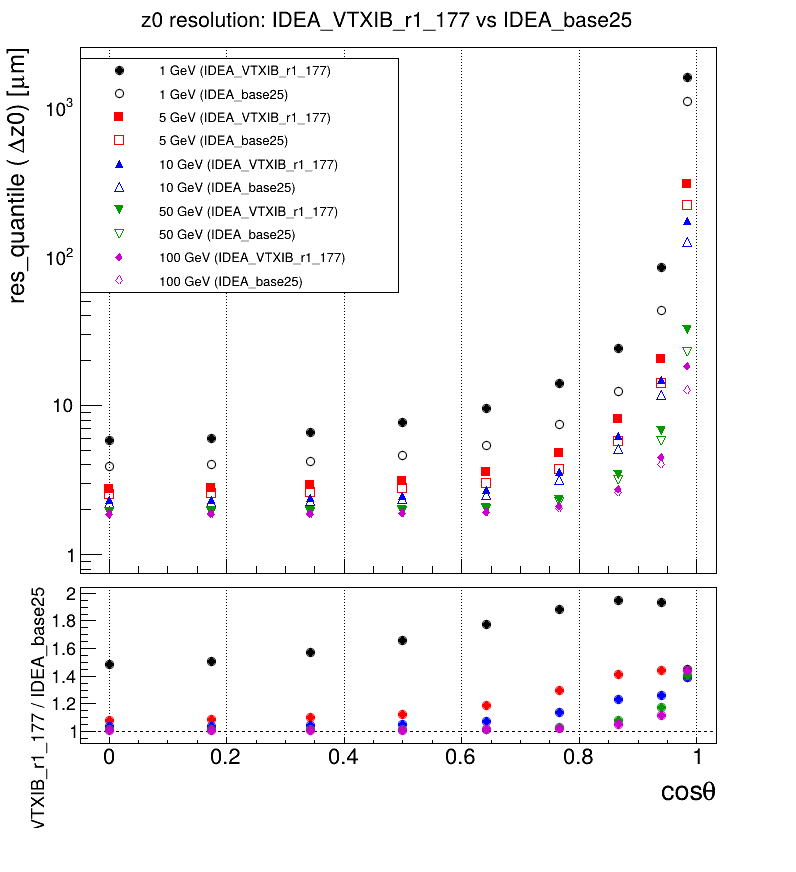 z0 resolution: IDEA_VTXIB_r1_177 vs IDEA_base25
res_quantile ( Δz0) [μm]
10³
10²
10
1
1 GeV (IDEA_VTXIB_r1_177)
1 GeV (IDEA_base25)
5 GeV (IDEA_VTXIB_r1_177)
5 GeV (IDEA_base25)
10 GeV (IDEA_VTXIB_r1_177)
10 GeV (IDEA_base25)
50 GeV (IDEA_VTXIB_r1_177)
50 GeV (IDEA_base25)
100 GeV (IDEA_VTXIB_r1_177)
100 GeV (IDEA_base25)
VTXIB_r1_177 / IDEA_base25
2
1.8
1.6
1.4
1.2
1
0 0.2 0.4 0.6 0.8 1
cosθ